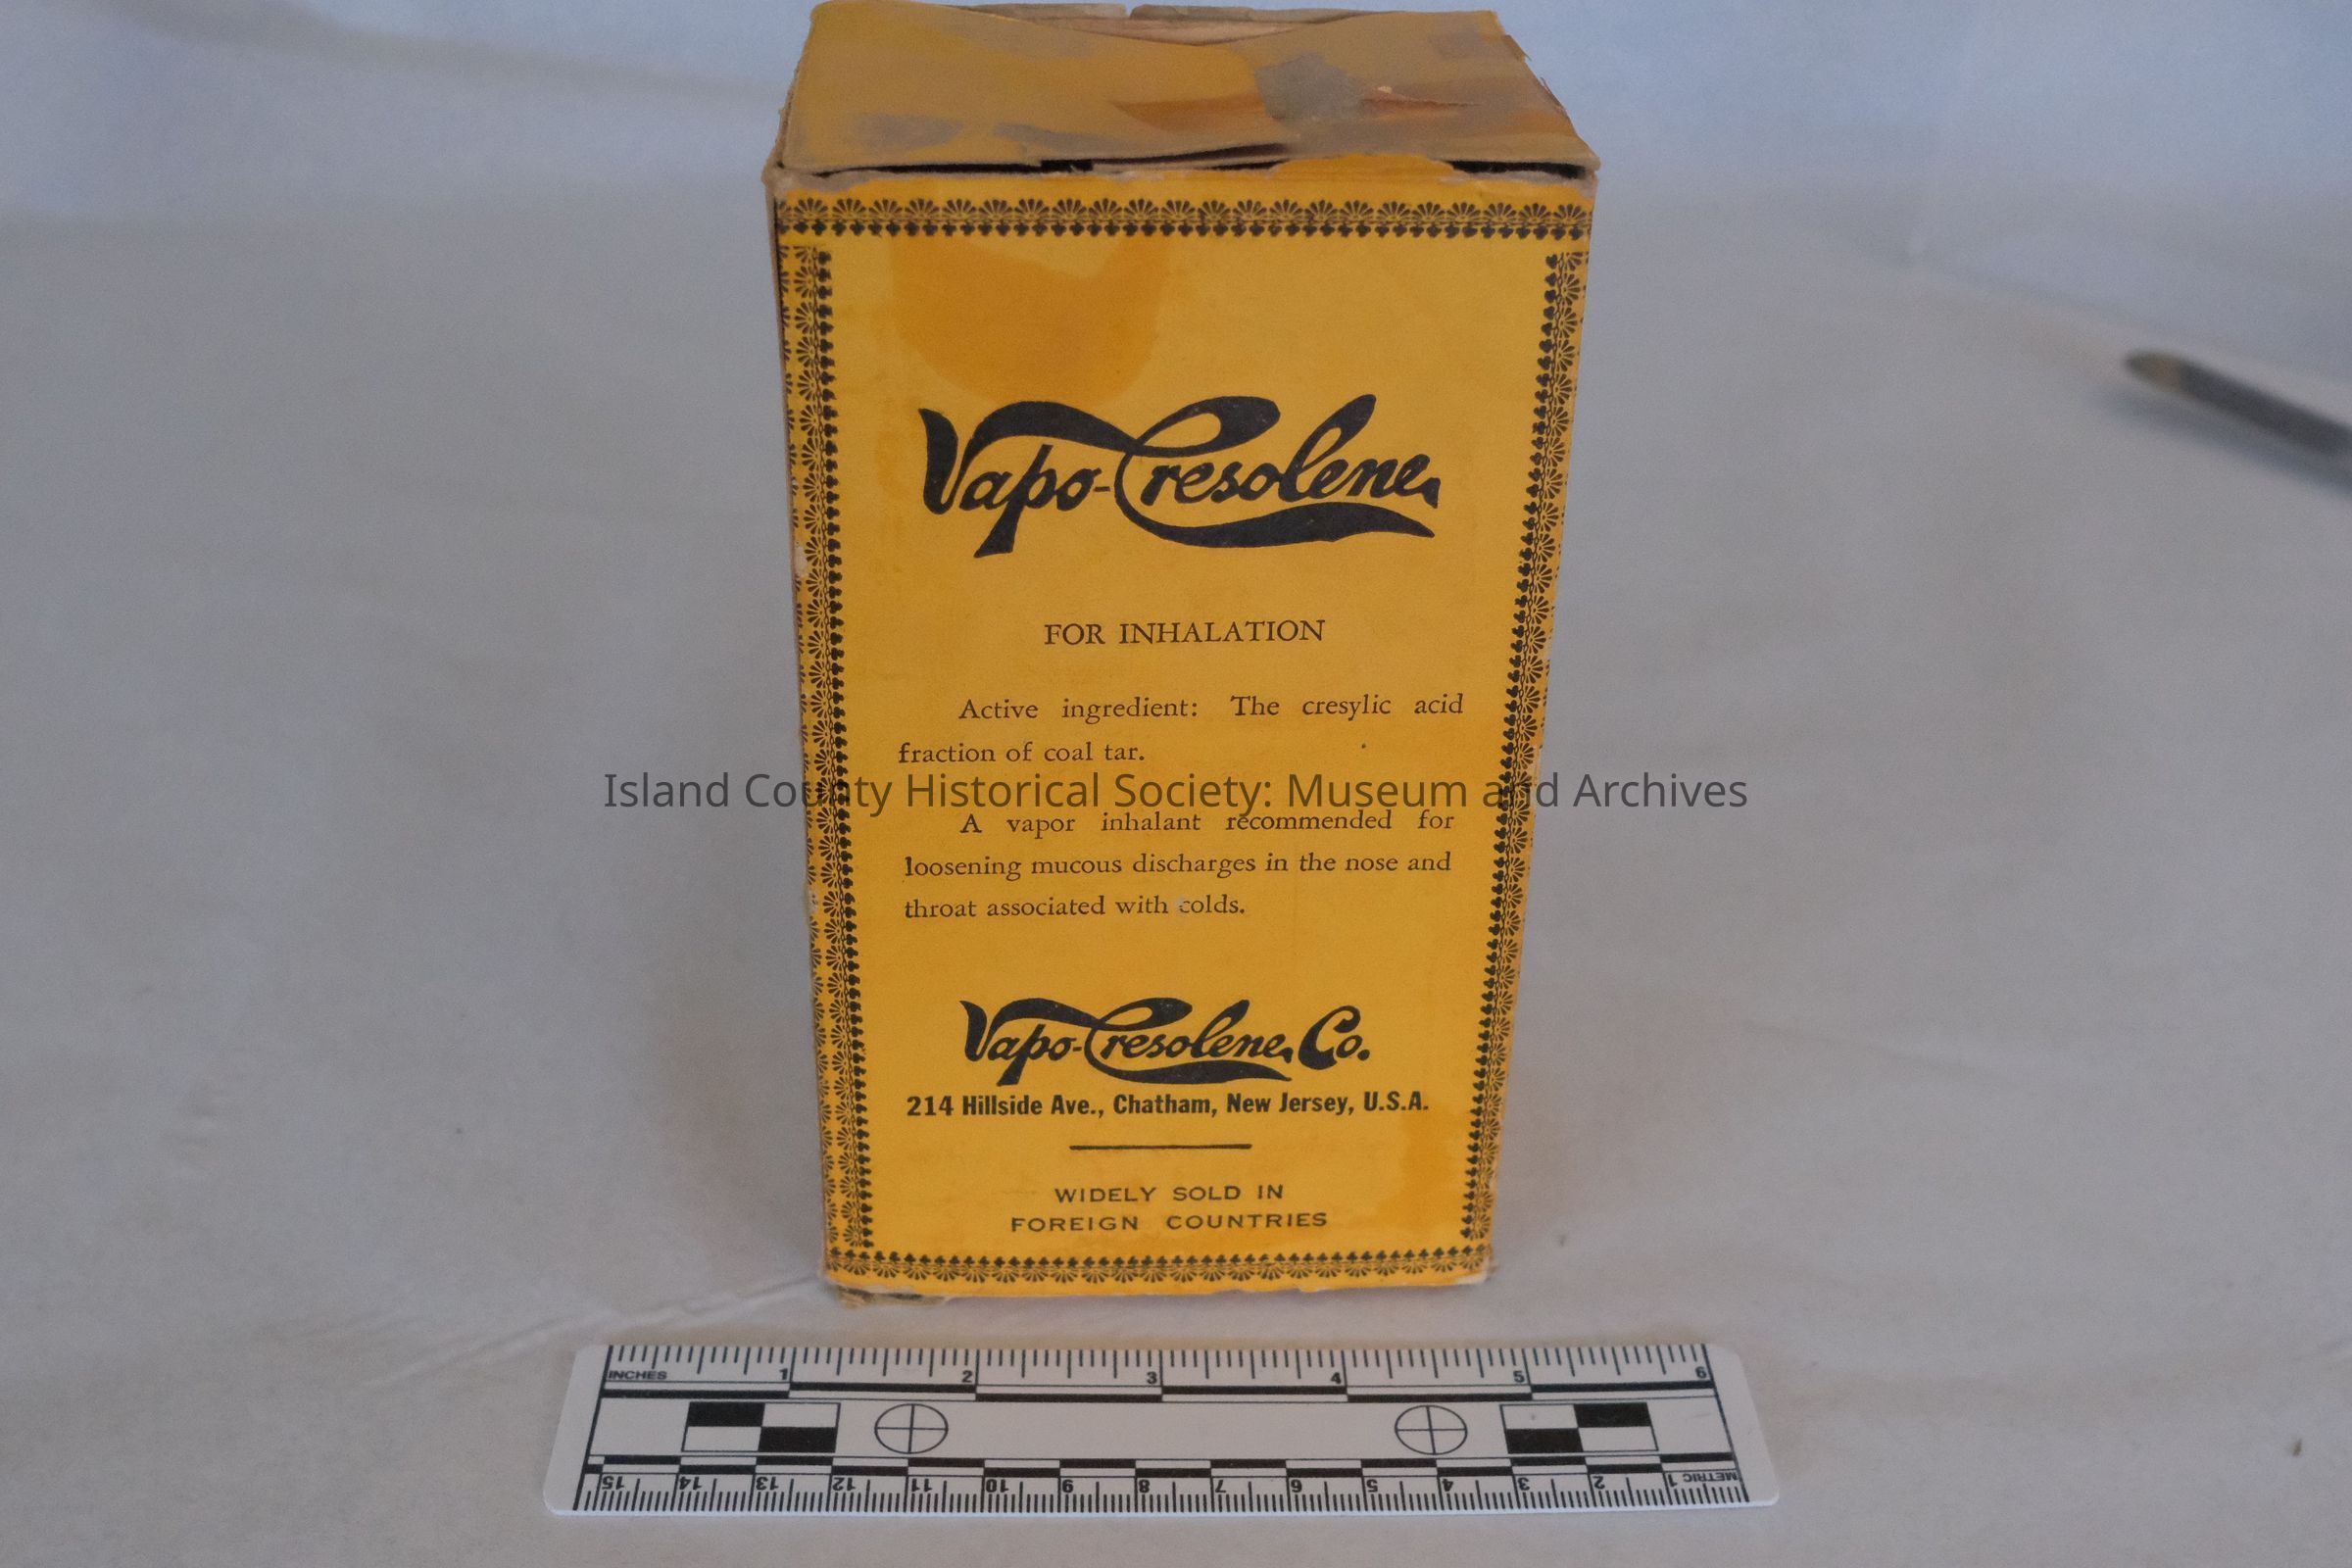 Vapo-Cresolene
FOR INHALATION
Active ingredient: The cresylic acid
fraction of coal tar.
Island County Historical Society: Museum and Archives
A vapor inhalant recommended for
loosening mucous discharges in the nose and
throat associated with colds.
Vapo-Cresolene Co.
214 Hillside Ave., Chatham, New Jersey, U.S.A.
WIDELY SOLD IN
FOREIGN COUNTRIES
INCHES 1 2 3 4 5 6
15 14 13 12 11 10 9 8 7 6 5 4 3 2 1 METRIC